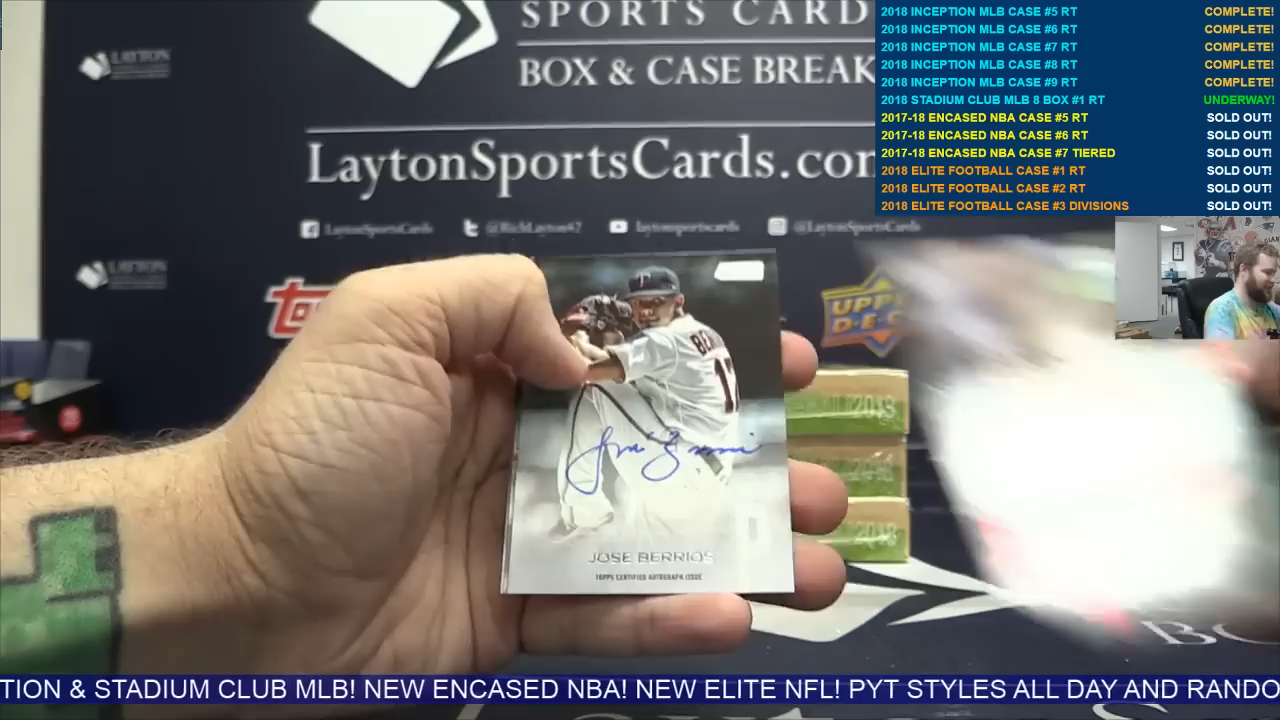 SPORTS CARD
BOX & CASE BREAK
LaytonSportsCards.com
LaytonSportsCards
@RichLayton47
laytonsportscards
@LaytonSportsCards
LAYTON
LAYTON
2018 INCEPTION MLB CASE #5 RT COMPLETE!
2018 INCEPTION MLB CASE #6 RT COMPLETE!
2018 INCEPTION MLB CASE #7 RT COMPLETE!
2018 INCEPTION MLB CASE #8 RT COMPLETE!
2018 INCEPTION MLB CASE #9 RT COMPLETE!
2018 STADIUM CLUB MLB 8 BOX #1 RT UNDERWAY!
2017-18 ENCASED NBA CASE #5 RT SOLD OUT!
2017-18 ENCASED NBA CASE #6 RT SOLD OUT!
2017-18 ENCASED NBA CASE #7 TIERED SOLD OUT!
2018 ELITE FOOTBALL CASE #1 RT SOLD OUT!
2018 ELITE FOOTBALL CASE #2 RT SOLD OUT!
2018 ELITE FOOTBALL CASE #3 DIVISIONS SOLD OUT!
UPPE
DEC
2018
2018
17
JOSE BERRIOS
TOPPS CERTIFIED AUTOGRAPH ISSUE
TION & STADIUM CLUB MLB! NEW ENCASED NBA! NEW ELITE NFL! PYT STYLES ALL DAY AND RANDO